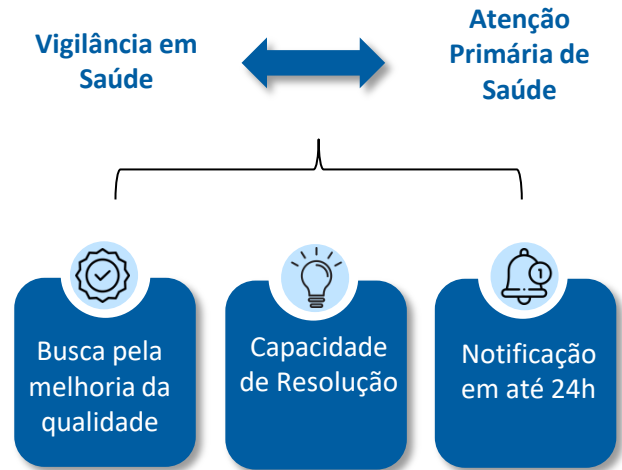 Vigilância em
Saúde
Atenção
Primária de
Saúde
Busca pela
melhoria da
qualidade
Capacidade
de Resolução
1
Notificação
em até 24h